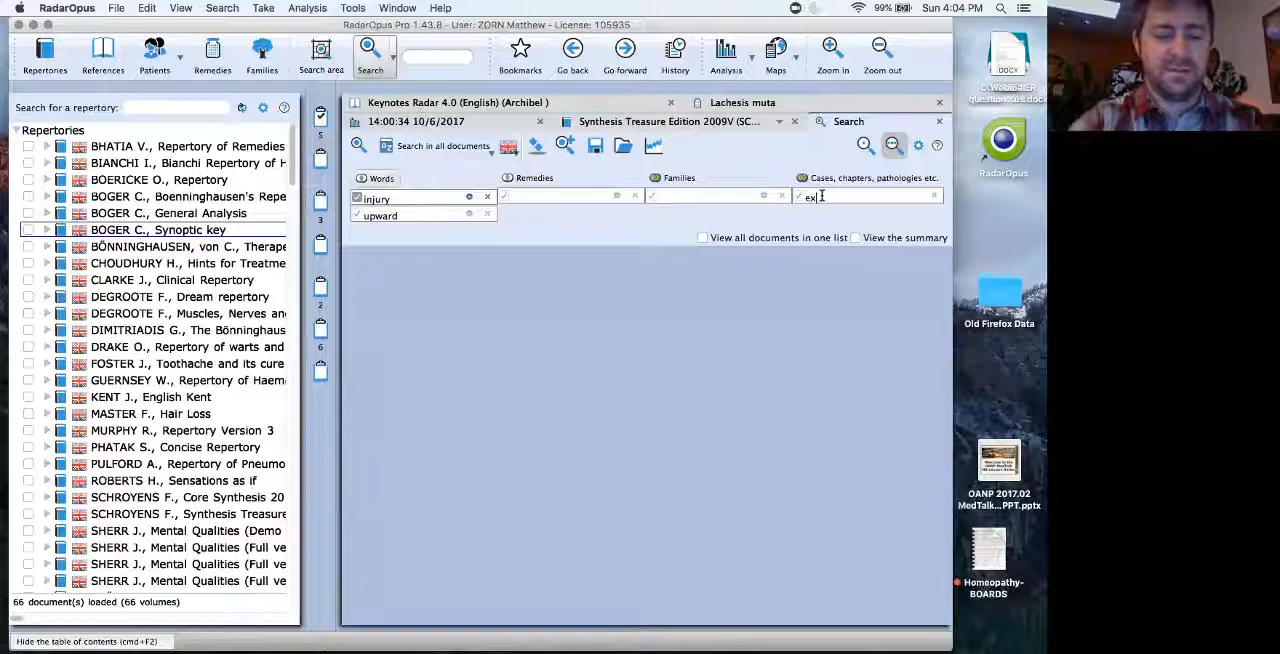 RadarOpus File Edit View Search Take Analysis Tools Window Help 99% Sun 4:04 PM
RadarOpus Pro 1.43.8 - User: ZORN Matthew - License: 105935
Repertories References Patients Remedies Families Search area Search Bookmarks Go back Go forward History Analysis Maps Zoom in Zoom out
Search for a repertory:
Repertories
BHATIA V., Repertory of Remedies
BIANCHI I., Bianchi Repertory of H
BOERICKE O., Repertory
BOGER C., Boenninghausen's Repe
BOGER C., General Analysis
BOGER C., Synoptic key
BÖNNINGHAUSEN, von C., Therape
CHOUDHURY H., Hints for Treatme
CLARKE J., Clinical Repertory
DEGROOTE F., Dream repertory
DEGROOTE F., Muscles, Nerves an
DIMITRIADIS G., The Bönninghaus
DRAKE O., Repertory of warts and
FOSTER J., Toothache and its cure
GUERNSEY W., Repertory of Haem
KENT J., English Kent
MASTER F., Hair Loss
MURPHY R., Repertory Version 3
PHATAK S., Concise Repertory
PULFORD A., Repertory of Pneumo
ROBERTS H., Sensations as if
SCHROYENS F., Core Synthesis 20
SCHROYENS F., Synthesis Treasure
SHERR J., Mental Qualities (Demo
SHERR J., Mental Qualities (Full ve
SHERR J., Mental Qualities (Full ve
SHERR J., Mental Qualities (Full ve
66 document(s) loaded (66 volumes)
Hide the table of contents (cmd+F2)
5
3
2
6
Keynotes Radar 4.0 (English) (Archibel ) Lachesis muta
14:00:34 10/6/2017 Synthesis Treasure Edition 2009V (SC... Search
Search in all documents
Words Remedies Families Cases, chapters, pathologies etc.
injury ex
upward
View all documents in one list View the summary
DOCX
RadarOpus
Old Firefox Data
OANP 2017.02
MedTalk...PPT.pptx
Homeopathy-
BOARDS